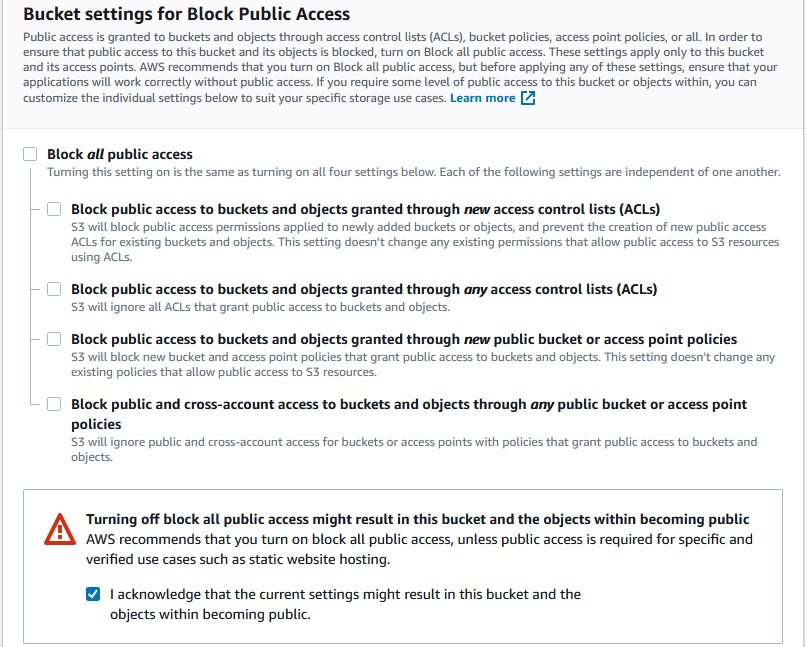 Bucket settings for Block Public Access
Public access is granted to buckets and objects through access control lists (ACLs), bucket policies, access point policies, or all. In order to
ensure that public access to this bucket and its objects is blocked, turn on Block all public access. These settings apply only to this bucket
and its access points. AWS recommends that you turn on Block all public access, but before applying any of these settings, ensure that your
applications will work correctly without public access. If you require some level of public access to this bucket or objects within, you can
customize the individual settings below to suit your specific storage use cases. Learn more
Block all public access
Turning this setting on is the same as turning on all four settings below. Each of the following settings are independent of one another.
Block public access to buckets and objects granted through new access control lists (ACLs)
S3 will block public access permissions applied to newly added buckets or objects, and prevent the creation of new public access
ACLs for existing buckets and objects. This setting doesn't change any existing permissions that allow public access to S3 resources
using ACLs.
Block public access to buckets and objects granted through any access control lists (ACLs)
S3 will ignore all ACLs that grant public access to buckets and objects.
Block public access to buckets and objects granted through new public bucket or access point policies
S3 will block new bucket and access point policies that grant public access to buckets and objects. This setting doesn't change any
existing policies that allow public access to S3 resources.
Block public and cross-account access to buckets and objects through any public bucket or access point
policies
S3 will ignore public and cross-account access for buckets or access points with policies that grant public access to buckets and
objects.
Turning off block all public access might result in this bucket and the objects within becoming public
AWS recommends that you turn on block all public access, unless public access is required for specific and
verified use cases such as static website hosting.
I acknowledge that the current settings might result in this bucket and the
objects within becoming public.